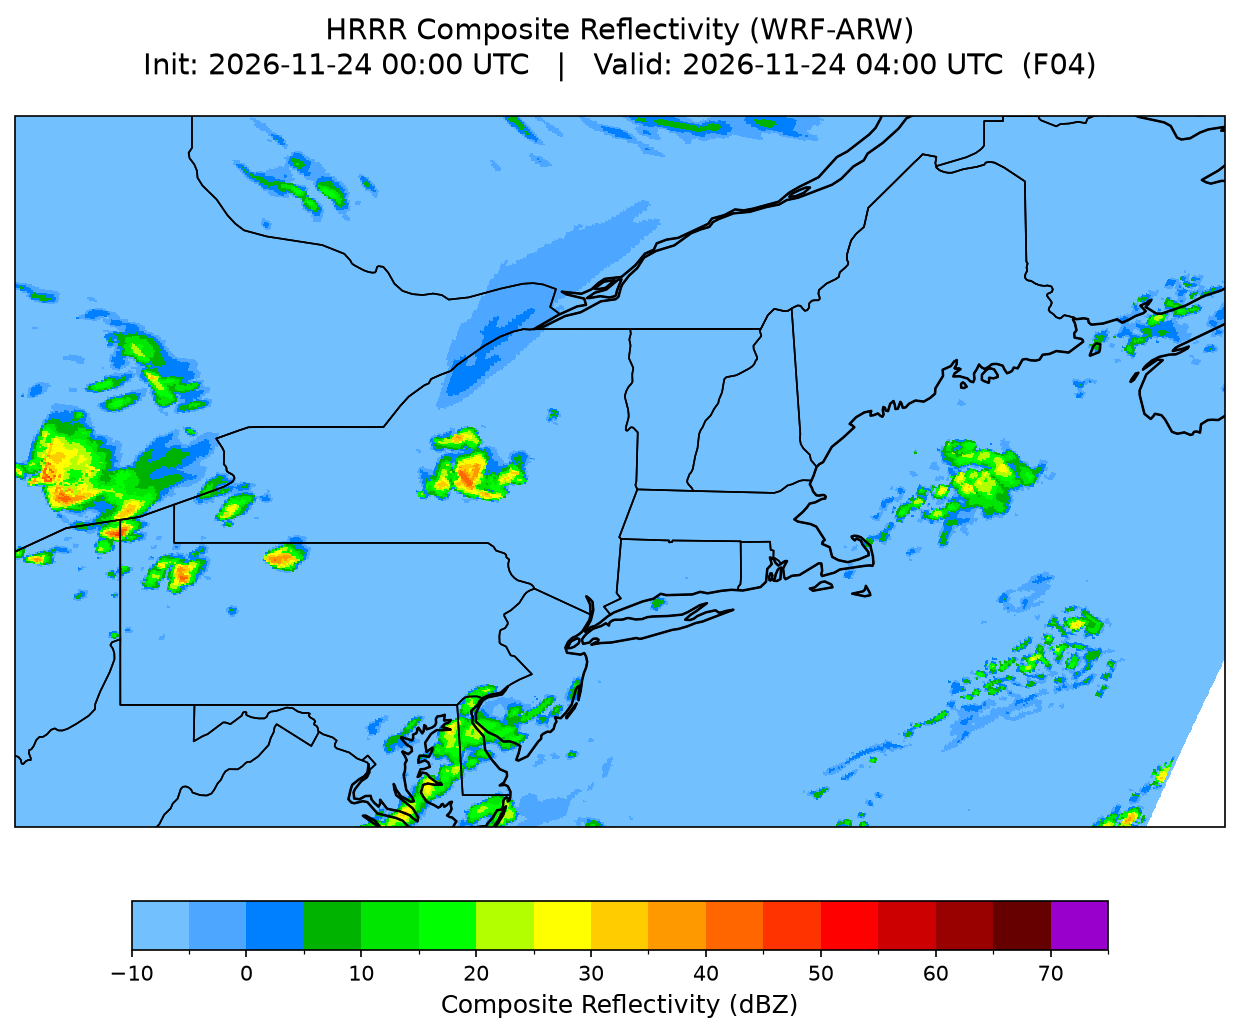 HRRR Composite Reflectivity (WRF-ARW)
Init: 2026-11-24 00:00 UTC | Valid: 2026-11-24 04:00 UTC (F04)
−10 0 10 20 30 40 50 60 70
Composite Reflectivity (dBZ)